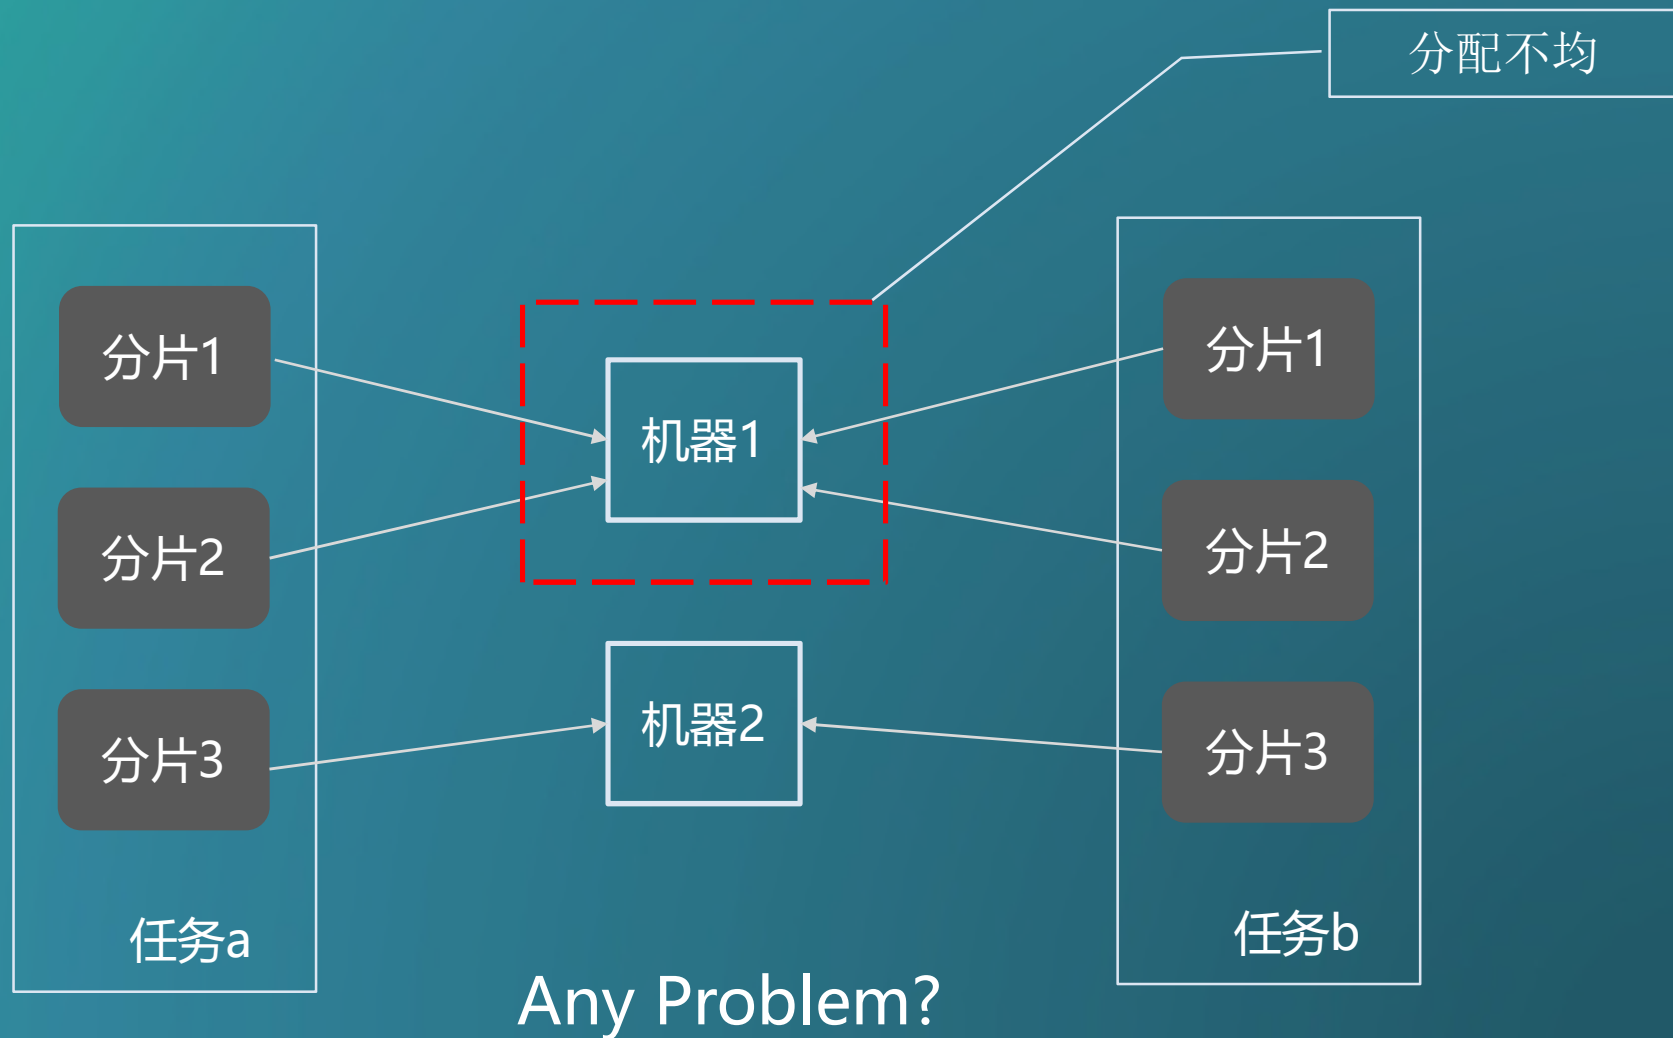 分配不均
分片1
分片2
分片3
任务a
机器1
机器2
分片1
分片2
分片3
任务b
Any Problem?